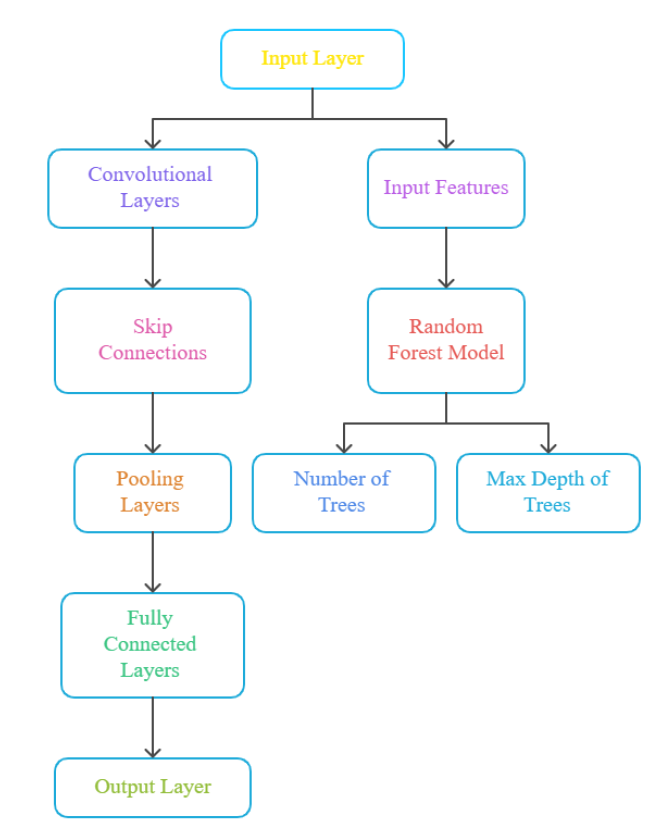 Input Layer
Convolutional
Layers
Input Features
Skip
Connections
Random
Forest Model
Pooling
Layers
Number of
Trees
Max Depth of
Trees
Fully
Connected
Layers
Output Layer